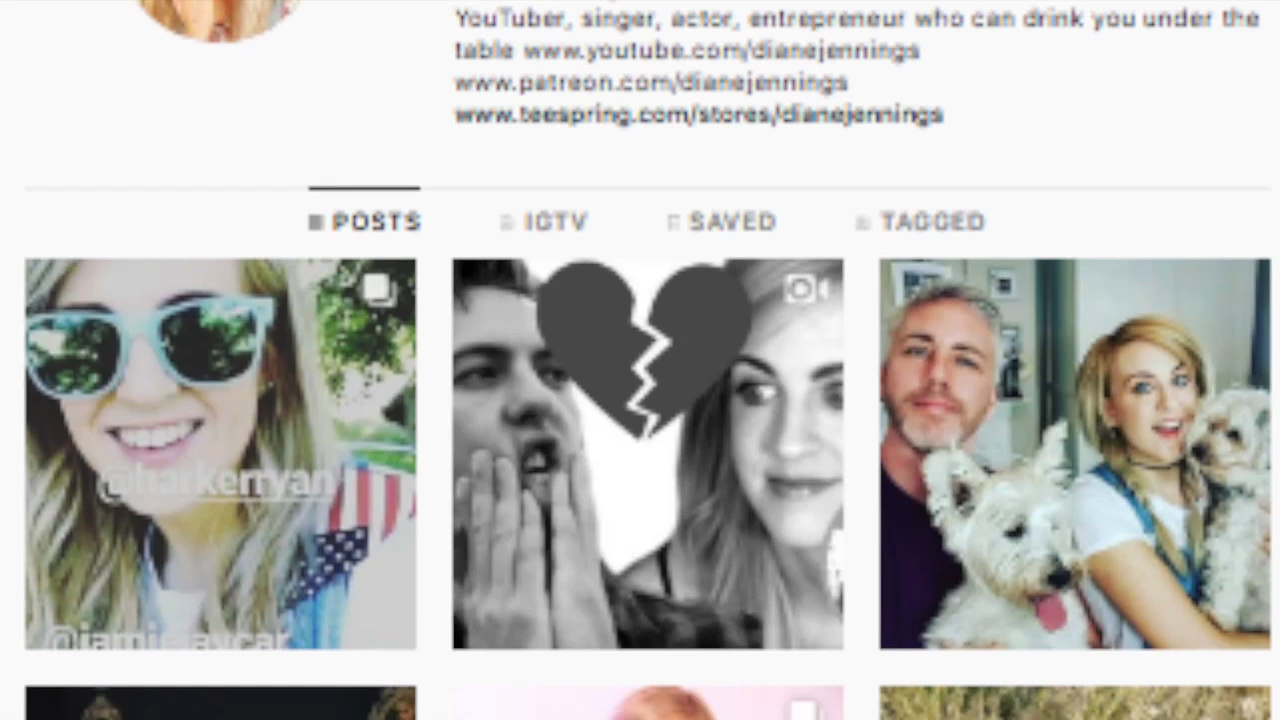 YouTuber, singer, actor, entrepreneur who can drink you under the
table www.youtube.com/dianejennings
www.patreon.com/dianejennings
www.teespring.com/stores/dianejennings
POSTS IGTV SAVED TAGGED
@harkerryan